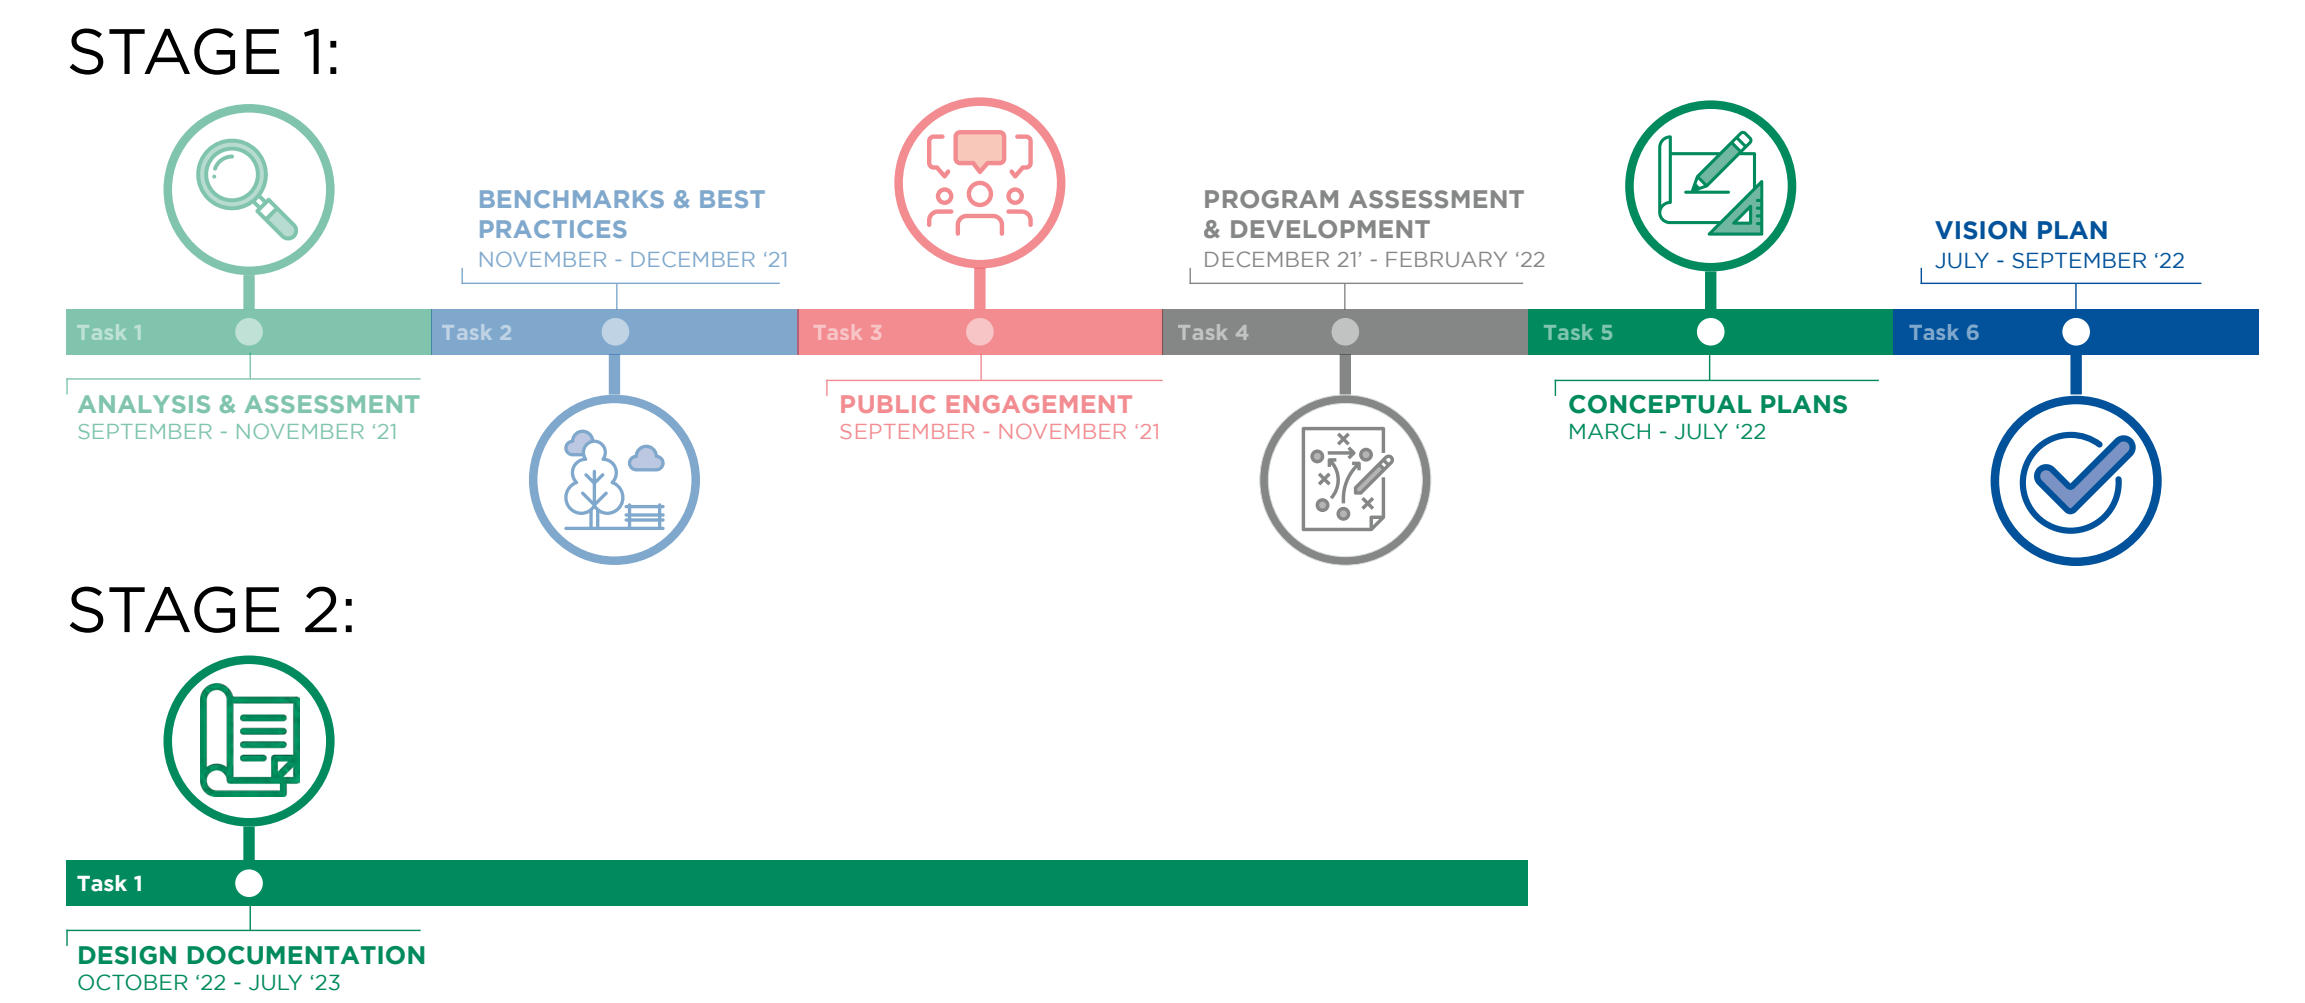 STAGE 1:
Task 1
ANALYSIS & ASSESSMENT
SEPTEMBER - NOVEMBER ‘21
BENCHMARKS & BEST
PRACTICES
NOVEMBER - DECEMBER ‘21
Task 2
Task 3
PUBLIC ENGAGEMENT
SEPTEMBER - NOVEMBER ‘21
PROGRAM ASSESSMENT
& DEVELOPMENT
DECEMBER 21’ - FEBRUARY ‘22
Task 4
Task 5
CONCEPTUAL PLANS
MARCH - JULY ‘22
VISION PLAN
JULY - SEPTEMBER ‘22
Task 6
STAGE 2:
Task 1
DESIGN DOCUMENTATION
OCTOBER ‘22 - JULY ‘23